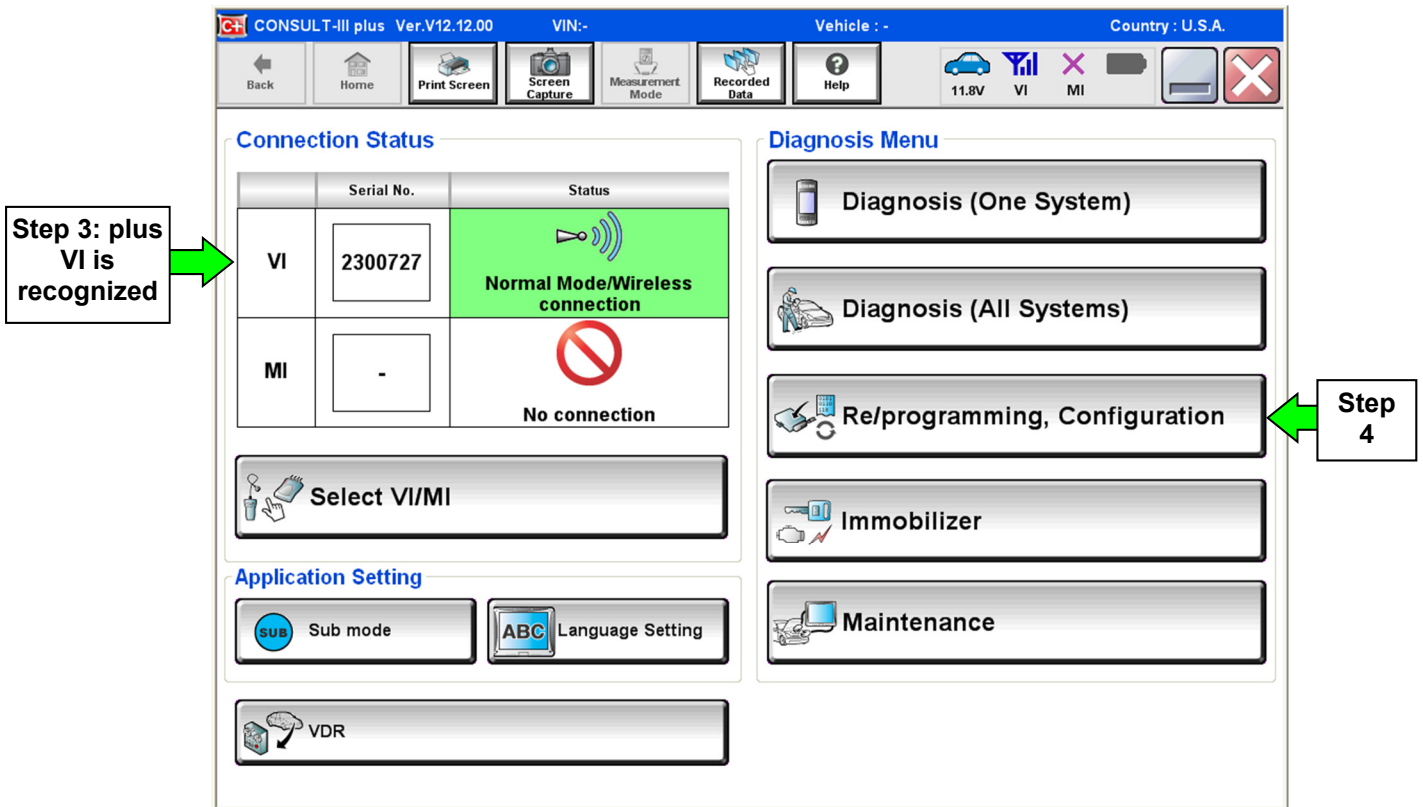 C+ CONSULT-III plus Ver.V12.12.00 VIN:- Vehicle : - Country : U.S.A.
Back
Home
Print Screen
Screen
Capture
Measurement
Mode
Recorded
Data
Help
11.8V
VI
MI
Connection Status
Serial No.
Status
Step 3: plus
VI is
recognized
VI
2300727
Normal Mode/Wireless
connection
MI
-
No connection
Select VI/MI
Application Setting
SUB
Sub mode
ABC
Language Setting
VDR
Diagnosis Menu
Diagnosis (One System)
Diagnosis (All Systems)
Re/programming, Configuration
Step
4
Immobilizer
Maintenance